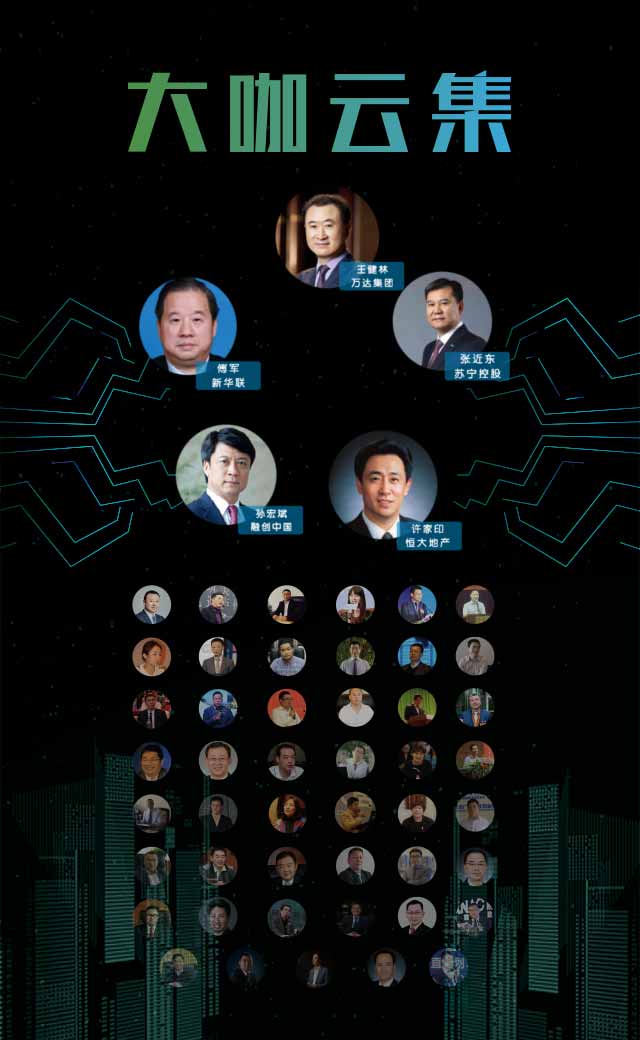 大咖云集
王健林
万达集团
傅军
新华联
张近东
苏宁控股
孙宏斌
融创中国
许家印
恒大地产